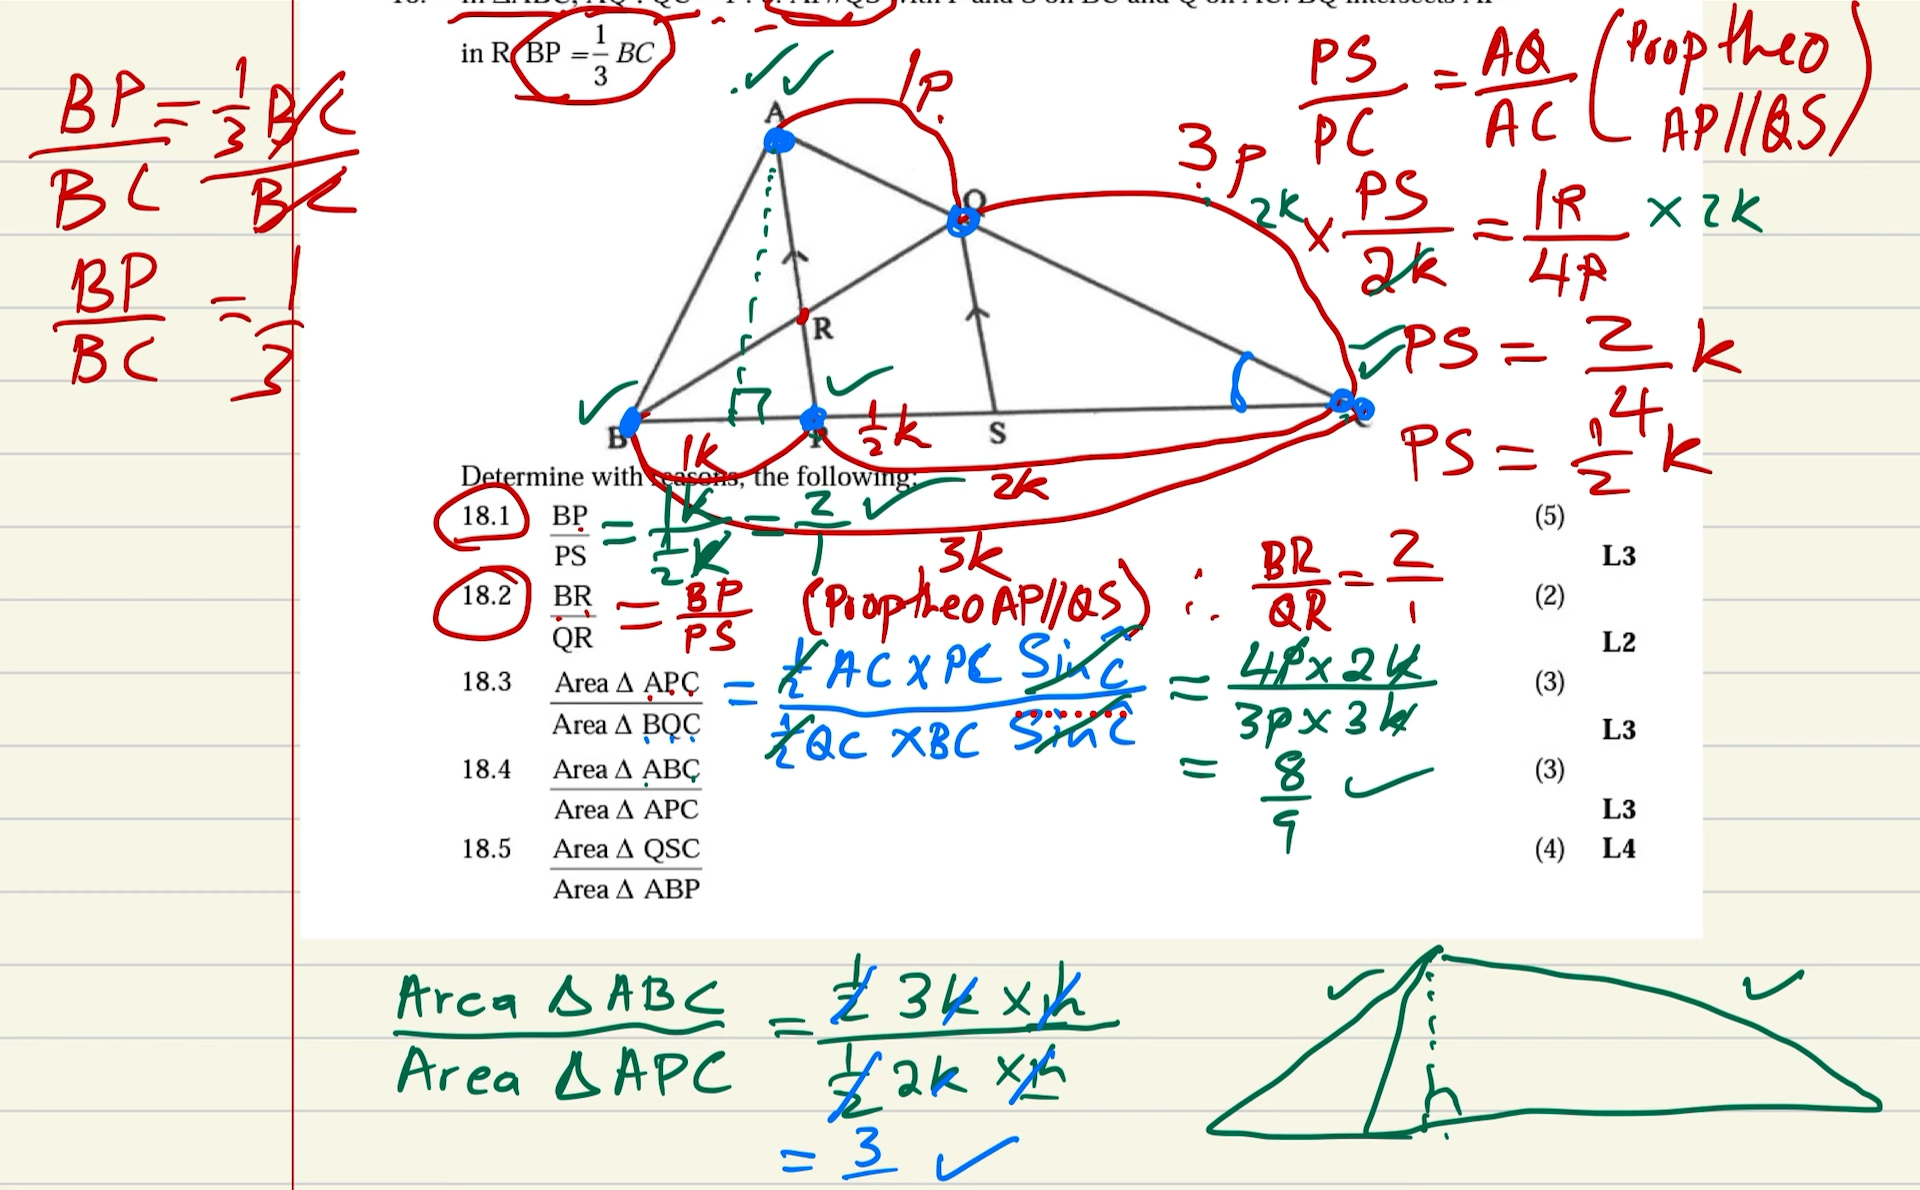 in R. BP = 1/3 BC
BP/BC = 1/3 BC / BC
BP/BC = 1/3
PS/PC = AQ/AC (Prop theo AP//QS)
2k × PS/2k = 1P/4P × 2k
PS = 2/4 k
PS = 1/2 k
A
1P
Q
3P
R
B
P
S
1k
1/2 k
2k
3k
Determine with reasons, the following:
18.1 BP/PS = 1k / 1/2 k = 2/1 (5)
L3
18.2 BR/QR = BP/PS (Prop theo AP//QS) ∴ BR/QR = 2/1 (2)
L2
18.3 Area Δ APC / Area Δ BQC = 1/2 AC × PC Sin Ĉ / 1/2 QC × BC Sin Ĉ = 4P × 2k / 3P × 3k (3)
L3
= 8/9
18.4 Area Δ ABC / Area Δ APC (3)
L3
18.5 Area Δ QSC / Area Δ ABP (4) L4
Area Δ ABC / Area Δ APC = 1/2 3k × h / 1/2 2k × h
= 3